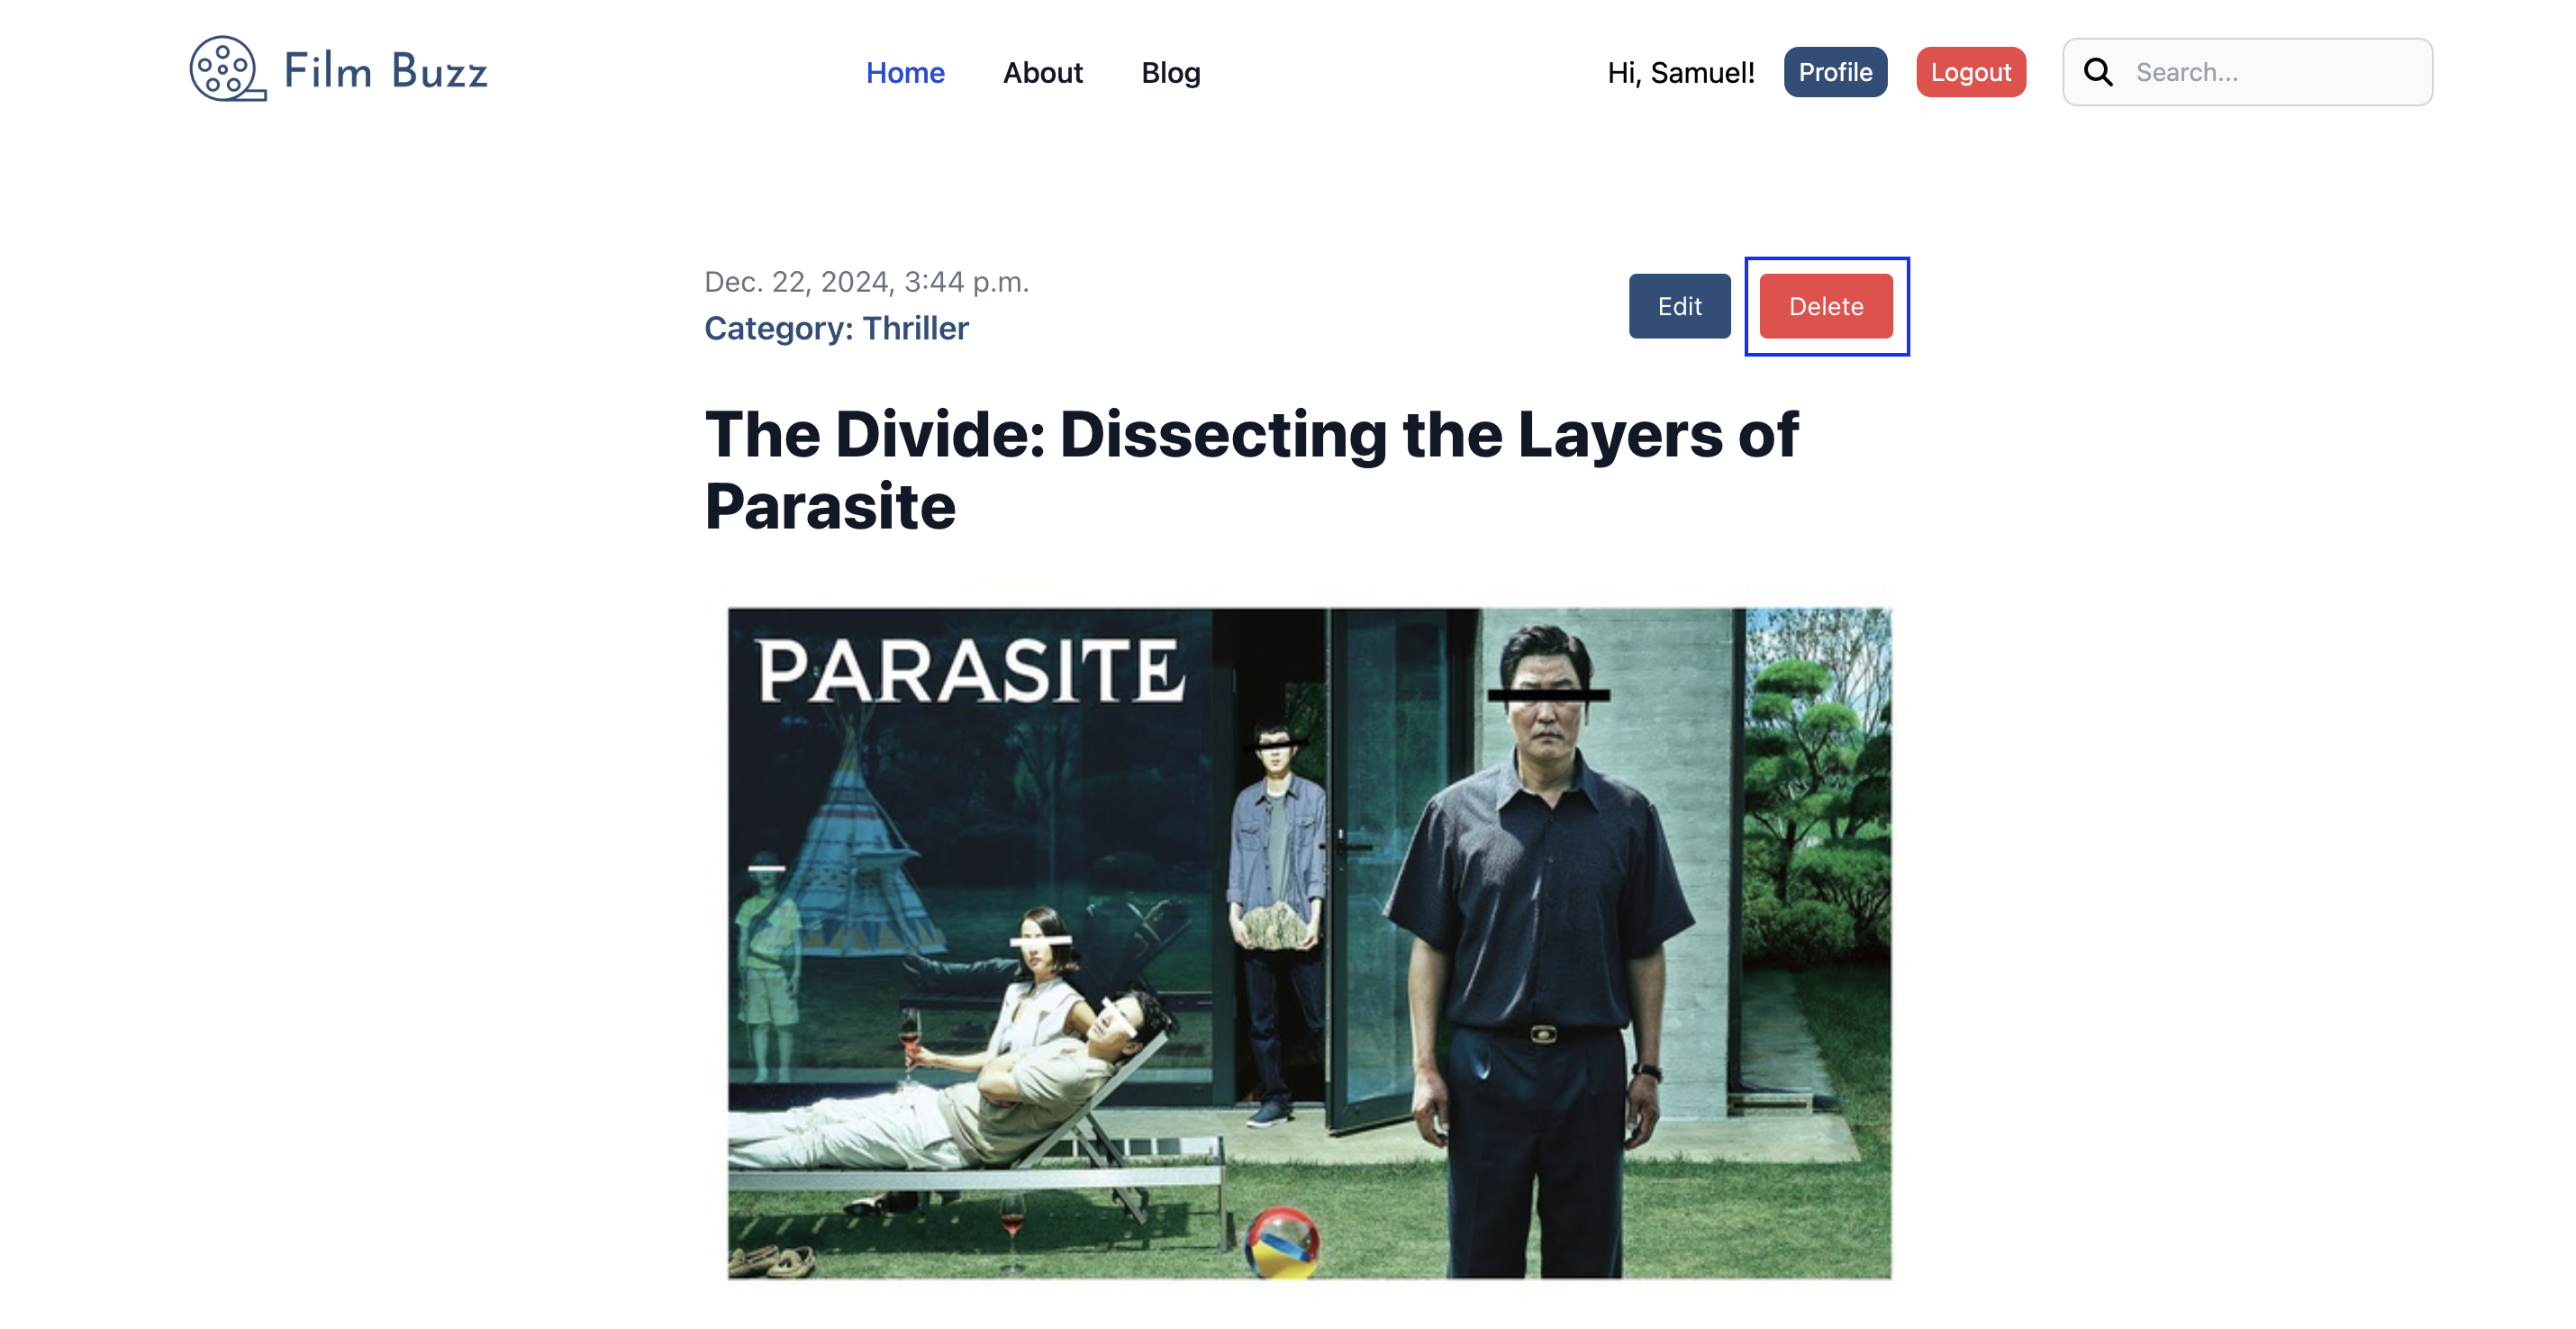 Film Buzz
Home About Blog
Hi, Samuel! Profile Logout Search...
Dec. 22, 2024, 3:44 p.m.
Category: Thriller
Edit Delete
The Divide: Dissecting the Layers of
Parasite
PARASITE